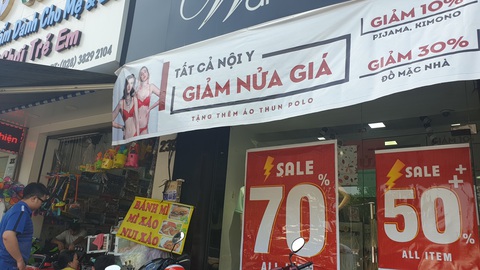 Dành Cho Mẹ &
Trẻ Em
(028) 3829 2104
TẤT CẢ NỘI Y
GIẢM NỬA GIÁ
TẶNG THÊM ÁO THUN POLO
GIẢM 10%
PIJAMA, KIMONO
GIẢM 30%
ĐỒ MẶC NHÀ
BÁNH MÌ
MÌ XÀO
NUI XÀO
SALE
70%
ALL
SALE
50%+
ALL ITEM